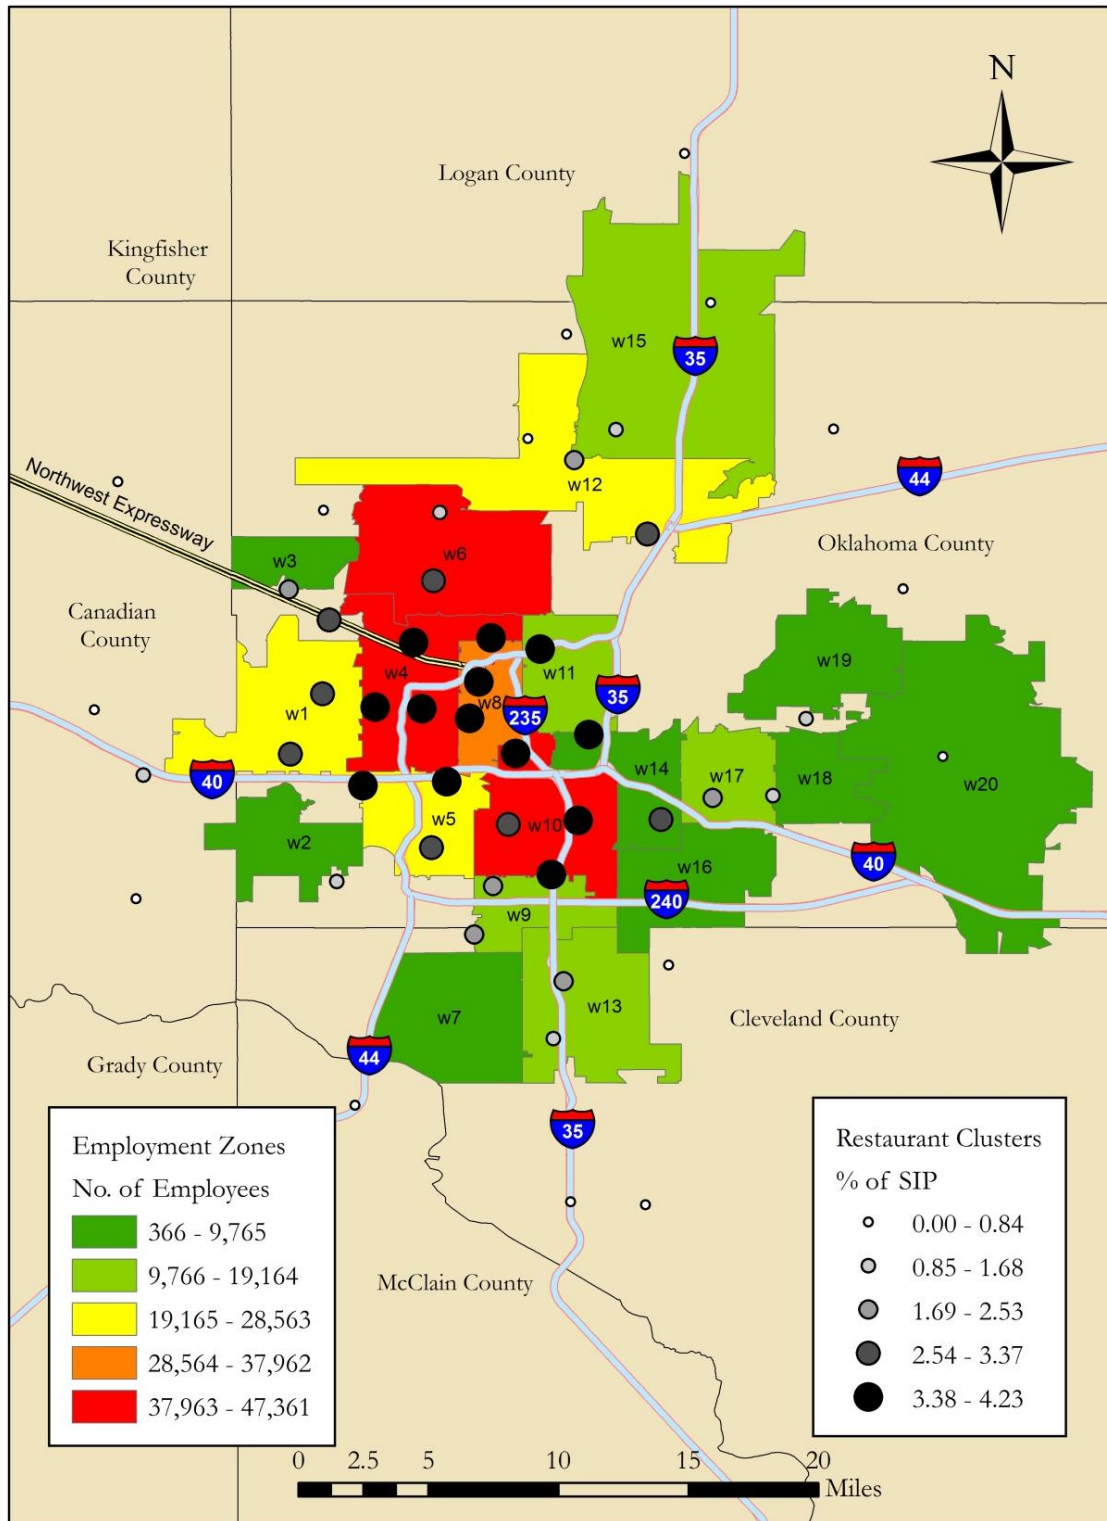 N
Logan County
Kingfisher
County
w15
35
Northwest Expressway
w12
44
w3
w6
Oklahoma County
Canadian
County
w4
w11
w19
w8
35
w1
235
w14
w17
w18
w20
40
w5
w10
w2
w16
40
240
w9
w7
w13
Cleveland County
44
Grady County
35
McClain County
Employment Zones
No. of Employees
366 - 9,765
9,766 - 19,164
19,165 - 28,563
28,564 - 37,962
37,963 - 47,361
Restaurant Clusters
% of SIP
0.00 - 0.84
0.85 - 1.68
1.69 - 2.53
2.54 - 3.37
3.38 - 4.23
0 2.5 5 10 15 20
Miles